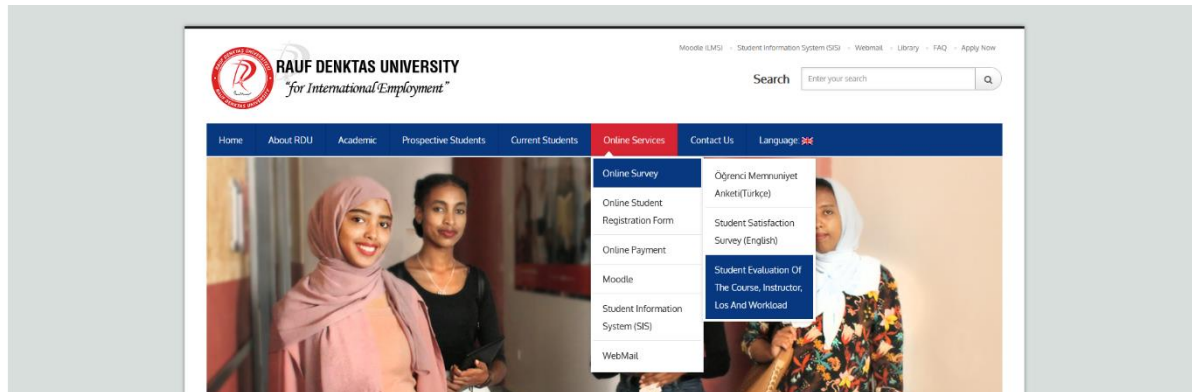 Moodle (LMS) - Student Information System (SIS) - Webmail - Library - FAQ - Apply Now
RAUF DENKTAS UNIVERSITY
"for International Employment"
Search
Enter your search
Home About RDU Academic Prospective Students Current Students Online Services Contact Us Language:
Online Survey
Online Student
Registration Form
Online Payment
Moodle
Student Information
System (SIS)
WebMail
Öğrenci Memnuniyet
Anketi(Türkçe)
Student Satisfaction
Survey (English)
Student Evaluation Of
The Course, Instructor,
Los And Workload